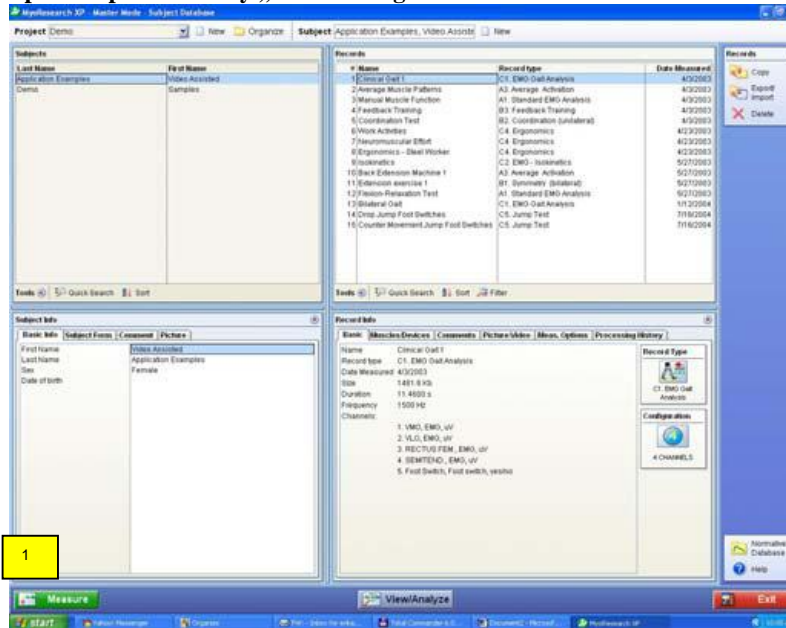 MyoResearch XP - Master Mode - Subject Database
Project Demo New Organize Subject Application Examples, Video Assiste New
Subjects
Last Name First Name
Application Examples Video Assisted
Demo Samples
Tools Quick Search Sort
Records
# Name Record type Date Measured
1 Clinical Gait 1 C1. EMG Gait Analysis 4/3/2003
2 Average Muscle Patterns A3. Average Activation 4/3/2003
3 Manual Muscle Function A1. Standard EMG Analysis 4/3/2003
4 Feedback Training B3. Feedback Training 4/3/2003
5 Coordination Test B2. Coordination (unilateral) 4/3/2003
6 Work Activities C4. Ergonomics 4/23/2003
7 Neuromuscular Effort C4. Ergonomics 4/23/2003
8 Ergonomics - Steel Worker C4. Ergonomics 4/23/2003
9 Isokinetics C2. EMG - Isokinetics 5/27/2003
10 Back Extension Machine 1 A3. Average Activation 5/27/2003
11 Extension exercise 1 B1. Symmetry (bilateral) 5/27/2003
12 Flexion-Relaxation Test A1. Standard EMG Analysis 5/27/2003
13 Bilateral Gait C1. EMG Gait Analysis 1/12/2004
14 Drop Jump Foot Switches C5. Jump Test 7/16/2004
15 Counter Movement Jump Foot Switches C5. Jump Test 7/16/2004
Tools Quick Search Sort Filter
Records
Copy
Export
Import
Delete
Subject Info
Basic Info Subject Form Comment Picture
First Name Video Assisted
Last Name Application Examples
Sex Female
Date of birth
Record Info
Basic Muscles/Devices Comments Picture/Video Meas. Options Processing History
Name Clinical Gait 1
Record type C1. EMG Gait Analysis
Date Measured 4/3/2003
Size
Duration 11.4600 s
Frequency 1500 Hz
Channels:
1. VMO, EMG, uV
2. VLO, EMG, uV
3. RECTUS FEM., EMG, uV
4. SEMITEND., EMG, uV
5. Foot Switch, Foot switch, yes/no
Record Type
C1. EMG Gait
Analysis
Configuration
4 CHANNELS
1
Normative
Database
Help
Measure View/Analyze Exit
start Yahoo! Messenger Organize Total Commander Document2 - Microsof... MyoResearch XP